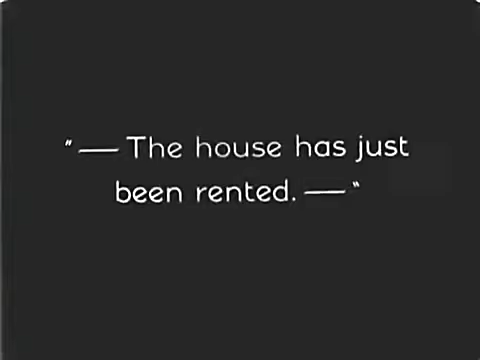 "— The house has just
been rented. —"